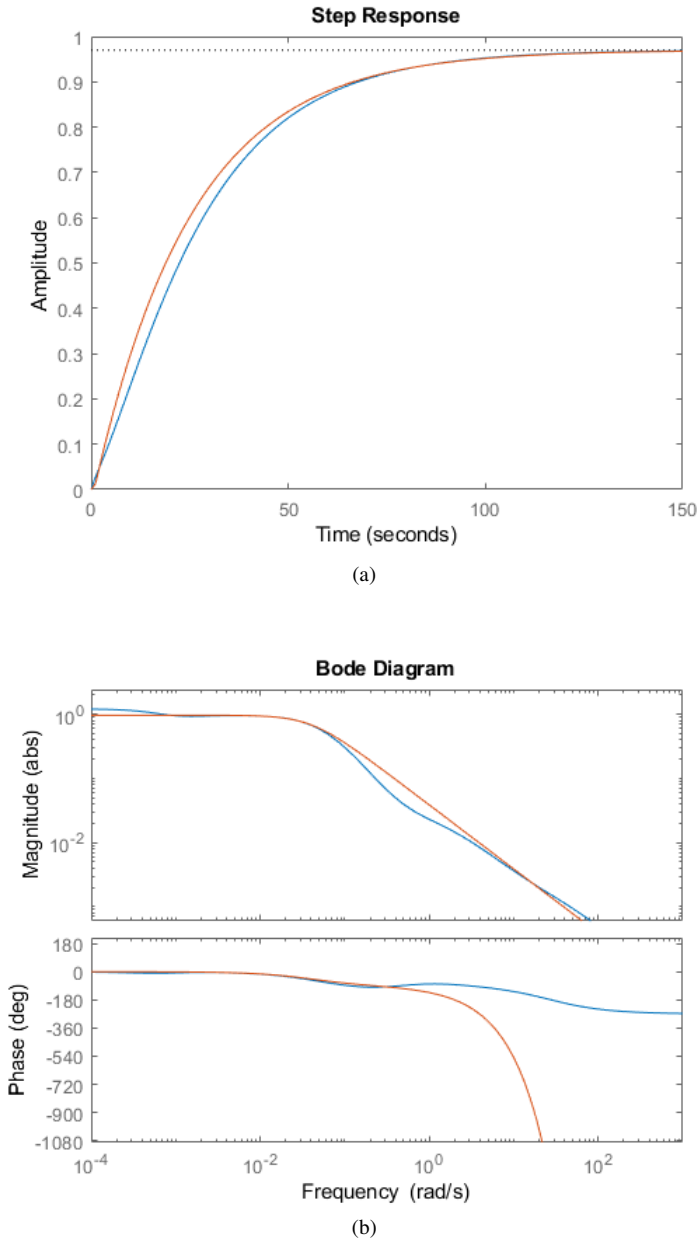 Step Response
1
0.9
0.8
0.7
0.6
0.5
0.4
0.3
0.2
0.1
0
Amplitude
0 50 100 150
Time (seconds)
(a)
Bode Diagram
10^0
10^-2
Magnitude (abs)
180
0
-180
-360
-540
-720
-900
-1080
Phase (deg)
10^-4 10^-2 10^0 10^2
Frequency (rad/s)
(b)